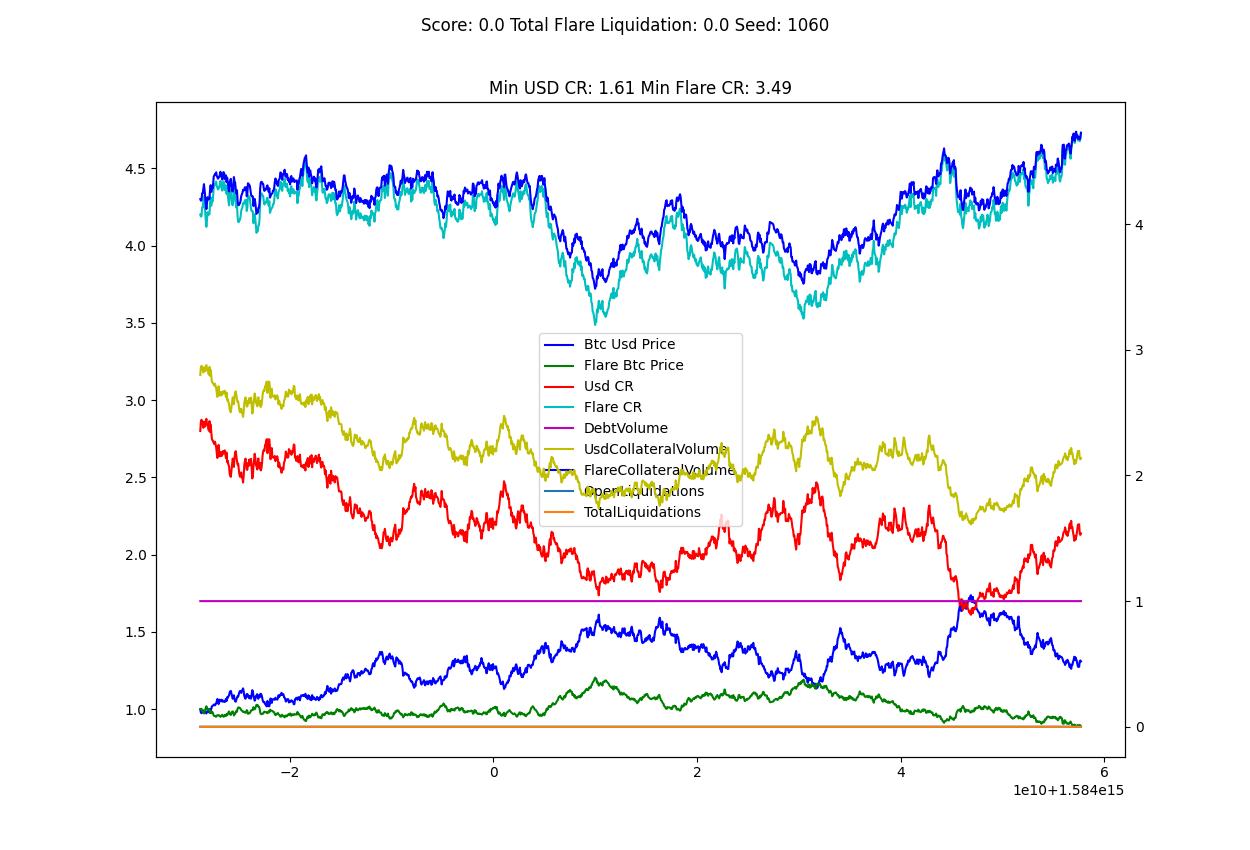 Score: 0.0 Total Flare Liquidation: 0.0 Seed: 1060
Min USD CR: 1.61 Min Flare CR: 3.49
4.5
4.0
3.5
3.0
2.5
2.0
1.5
1.0
4
3
2
1
0
Btc Usd Price
Flare Btc Price
Usd CR
Flare CR
DebtVolume
UsdCollateralVolume
FlareCollateralVolume
OpenLiquidations
TotalLiquidations
−2 0 2 4 6
1e10+1.584e15